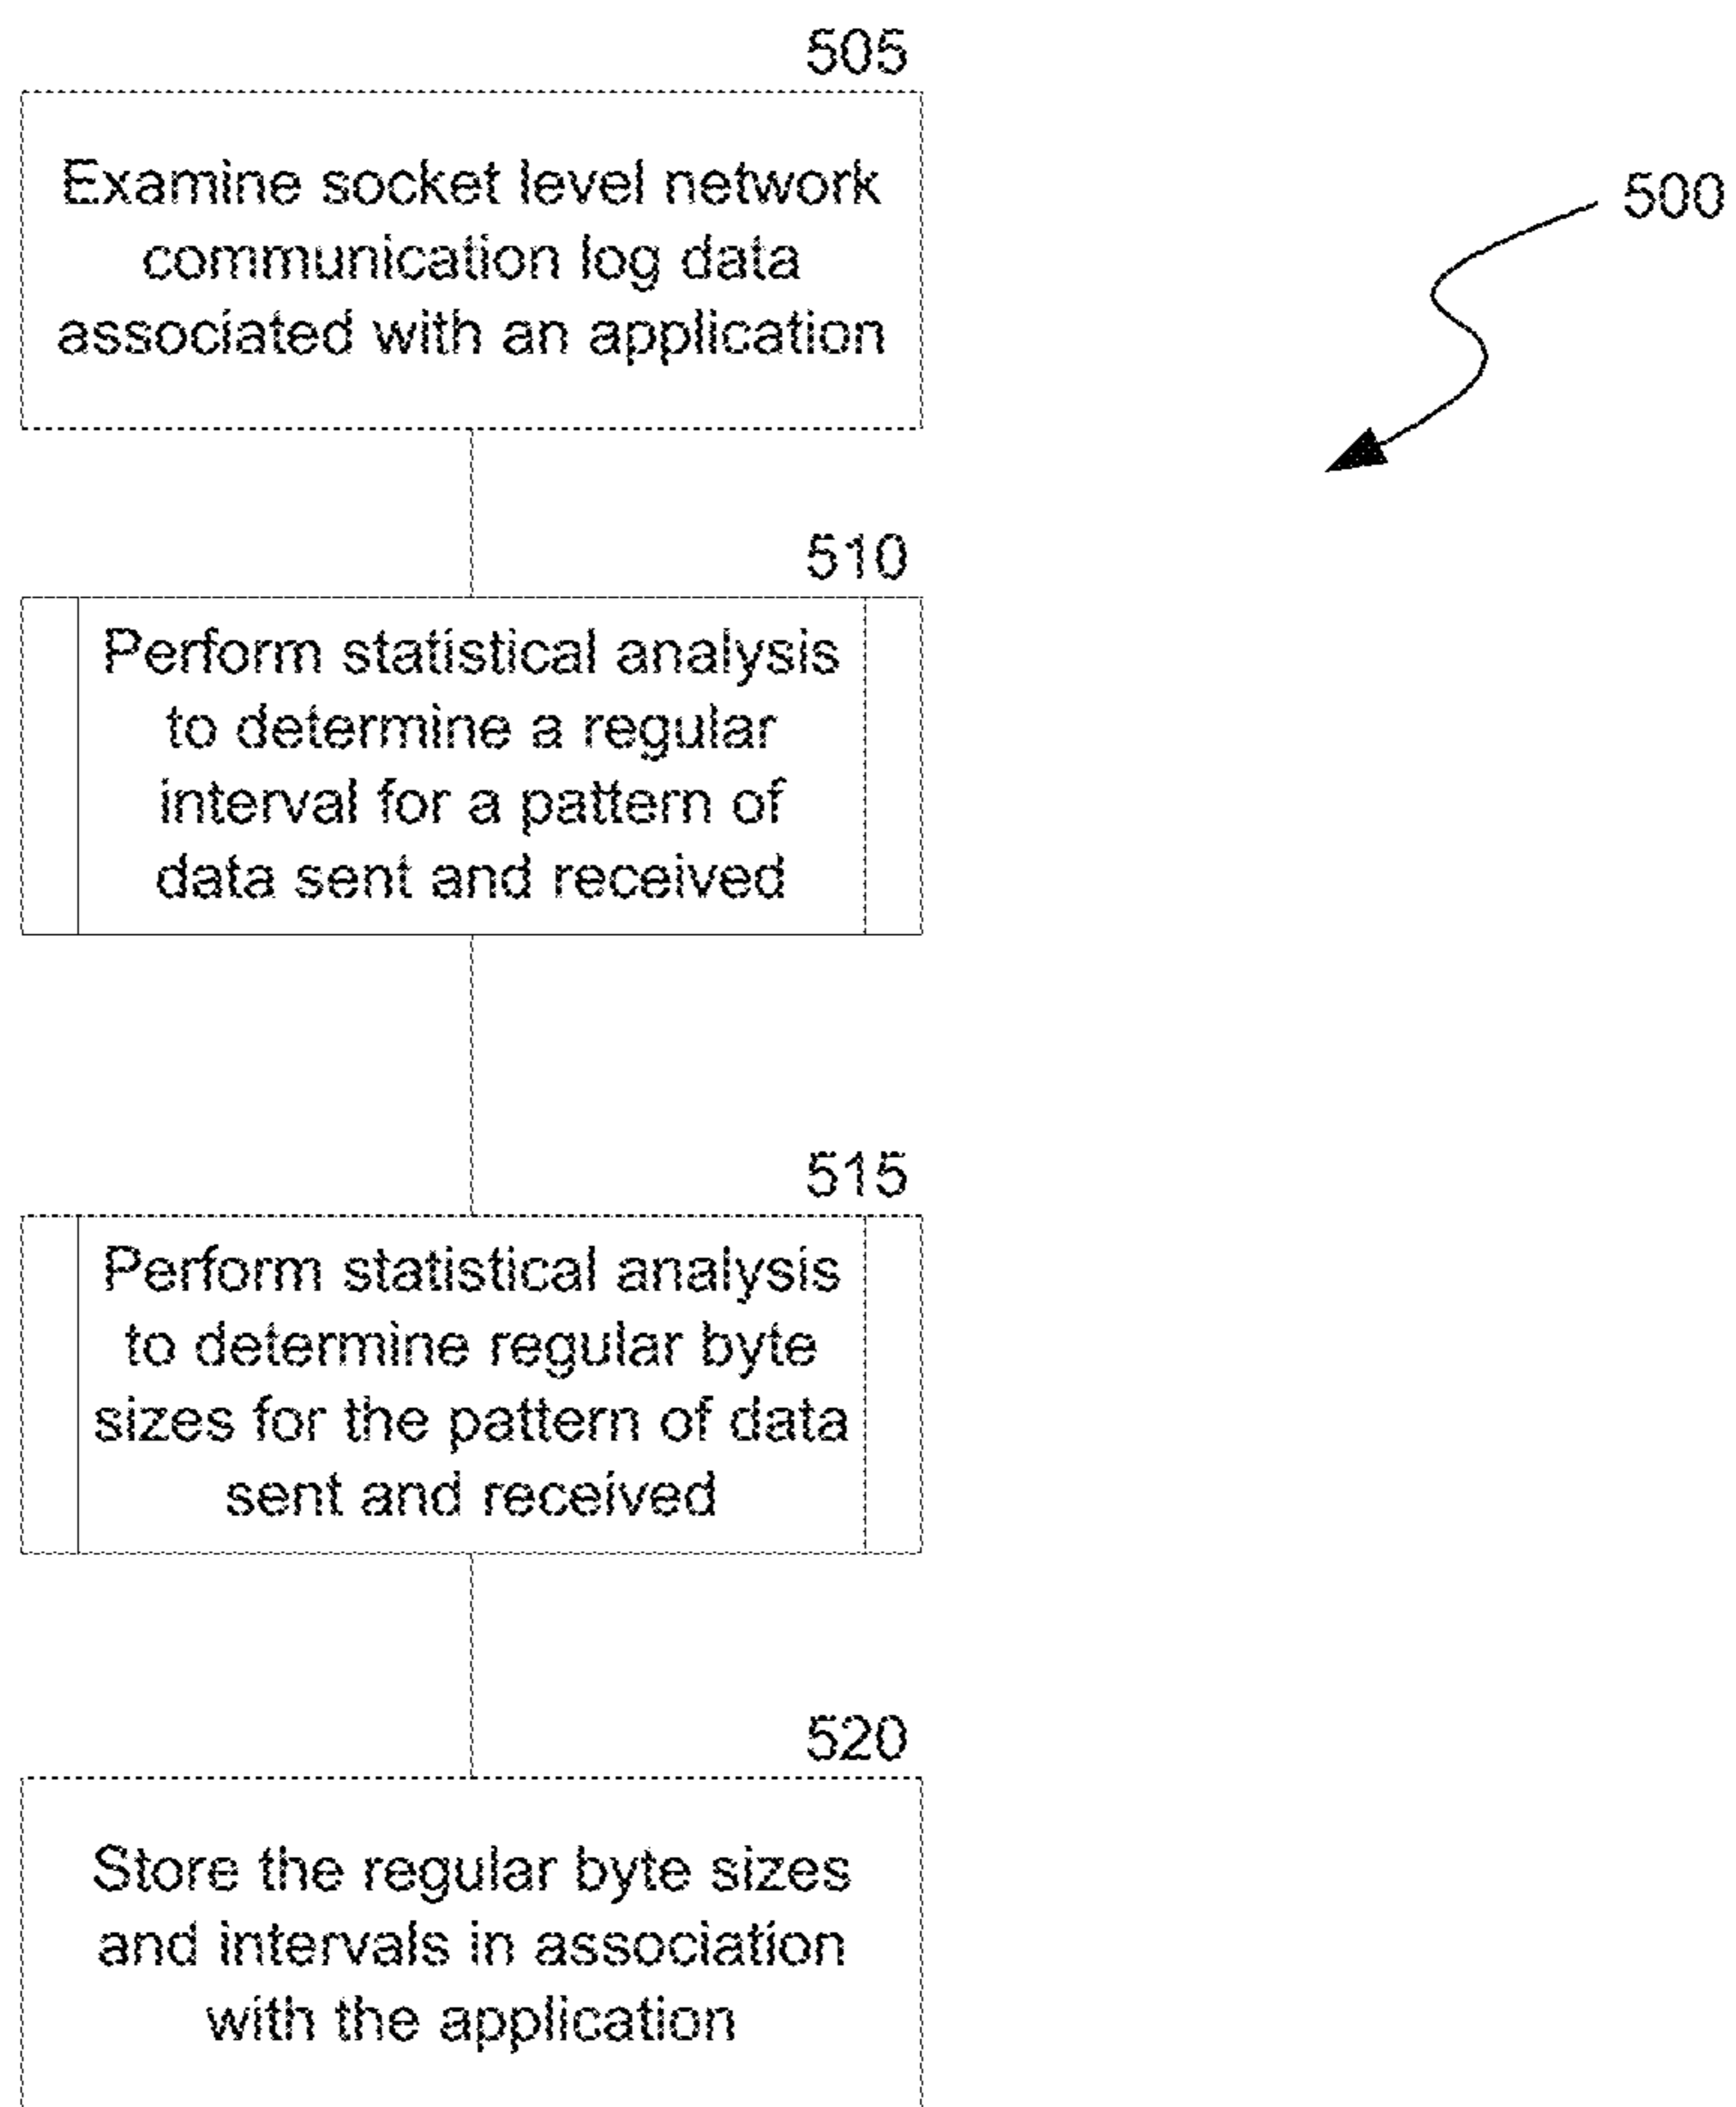 505
Examine socket level network
communication log data
associated with an application
500
510
Perform statistical analysis
to determine a regular
interval for a pattern of
data sent and received
515
Perform statistical analysis
to determine regular byte
sizes for the pattern of data
sent and received
520
Store the regular byte sizes
and intervals in association
with the application